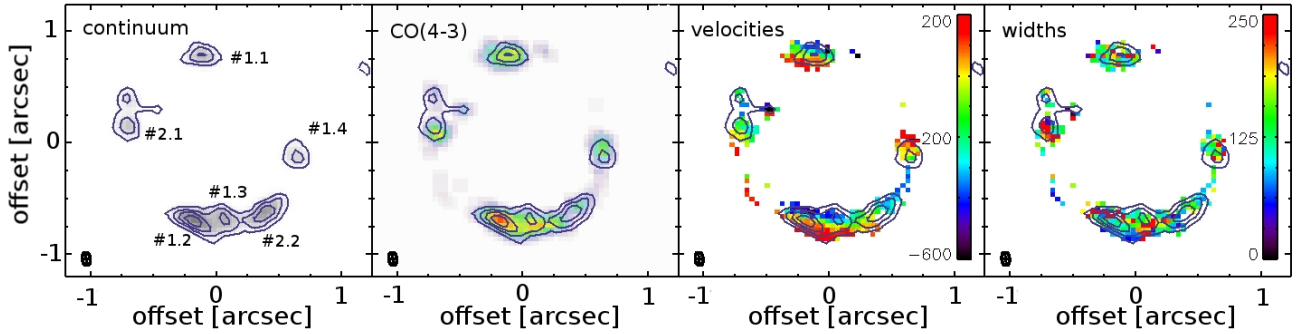 continuum
CO(4-3)
velocities
widths
#1.1
#2.1
#1.4
#1.3
#1.2
#2.2
200
200
−600
250
125
0
1
0
-1
offset [arcsec]
-1 0 1
-1 0 1
-1 0 1
-1 0 1
offset [arcsec]
offset [arcsec]
offset [arcsec]
offset [arcsec]